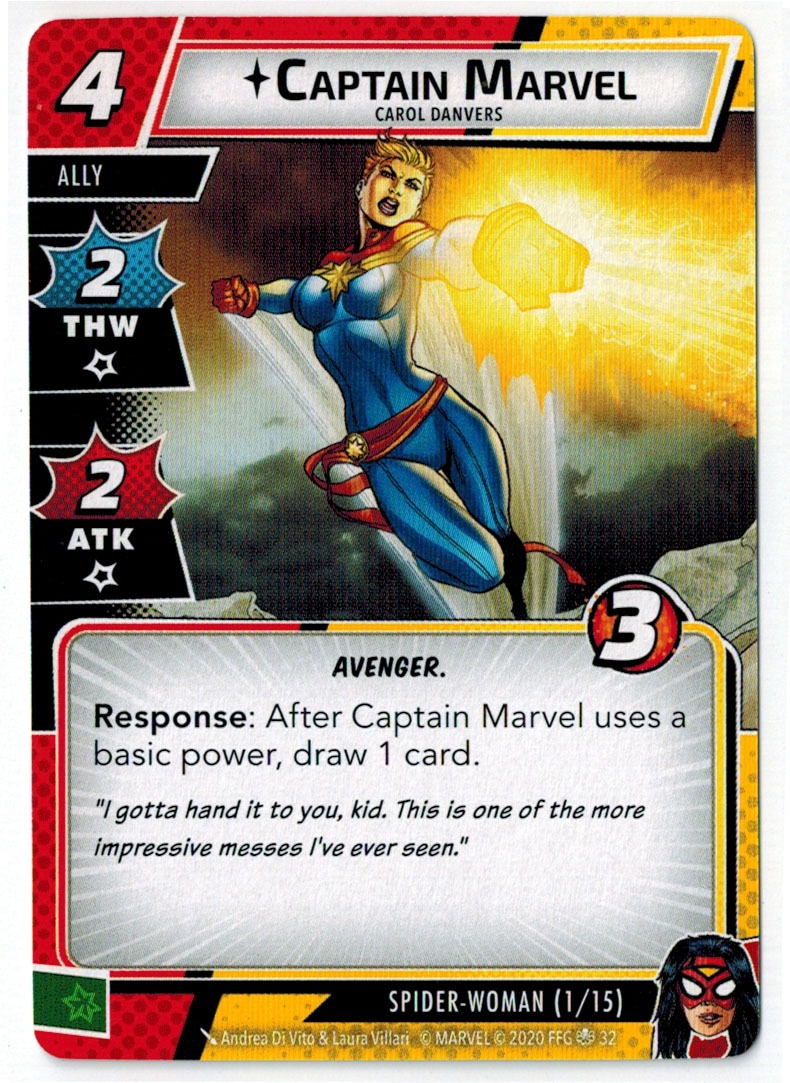 4
CAPTAIN MARVEL
CAROL DANVERS
ALLY
2
THW
2
ATK
3
AVENGER.
Response: After Captain Marvel uses a
basic power, draw 1 card.
"I gotta hand it to you, kid. This is one of the more
impressive messes I've ever seen."
SPIDER-WOMAN (1/15)
Andrea Di Vito & Laura Villari © MARVEL © 2020 FFG 32